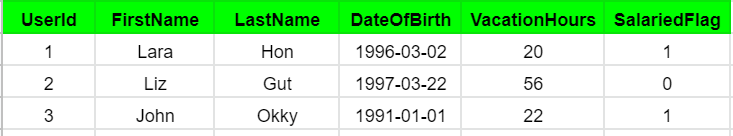 UserId FirstName LastName DateOfBirth VacationHours SalariedFlag
1 Lara Hon 1996-03-02 20 1
2 Liz Gut 1997-03-22 56 0
3 John Okky 1991-01-01 22 1